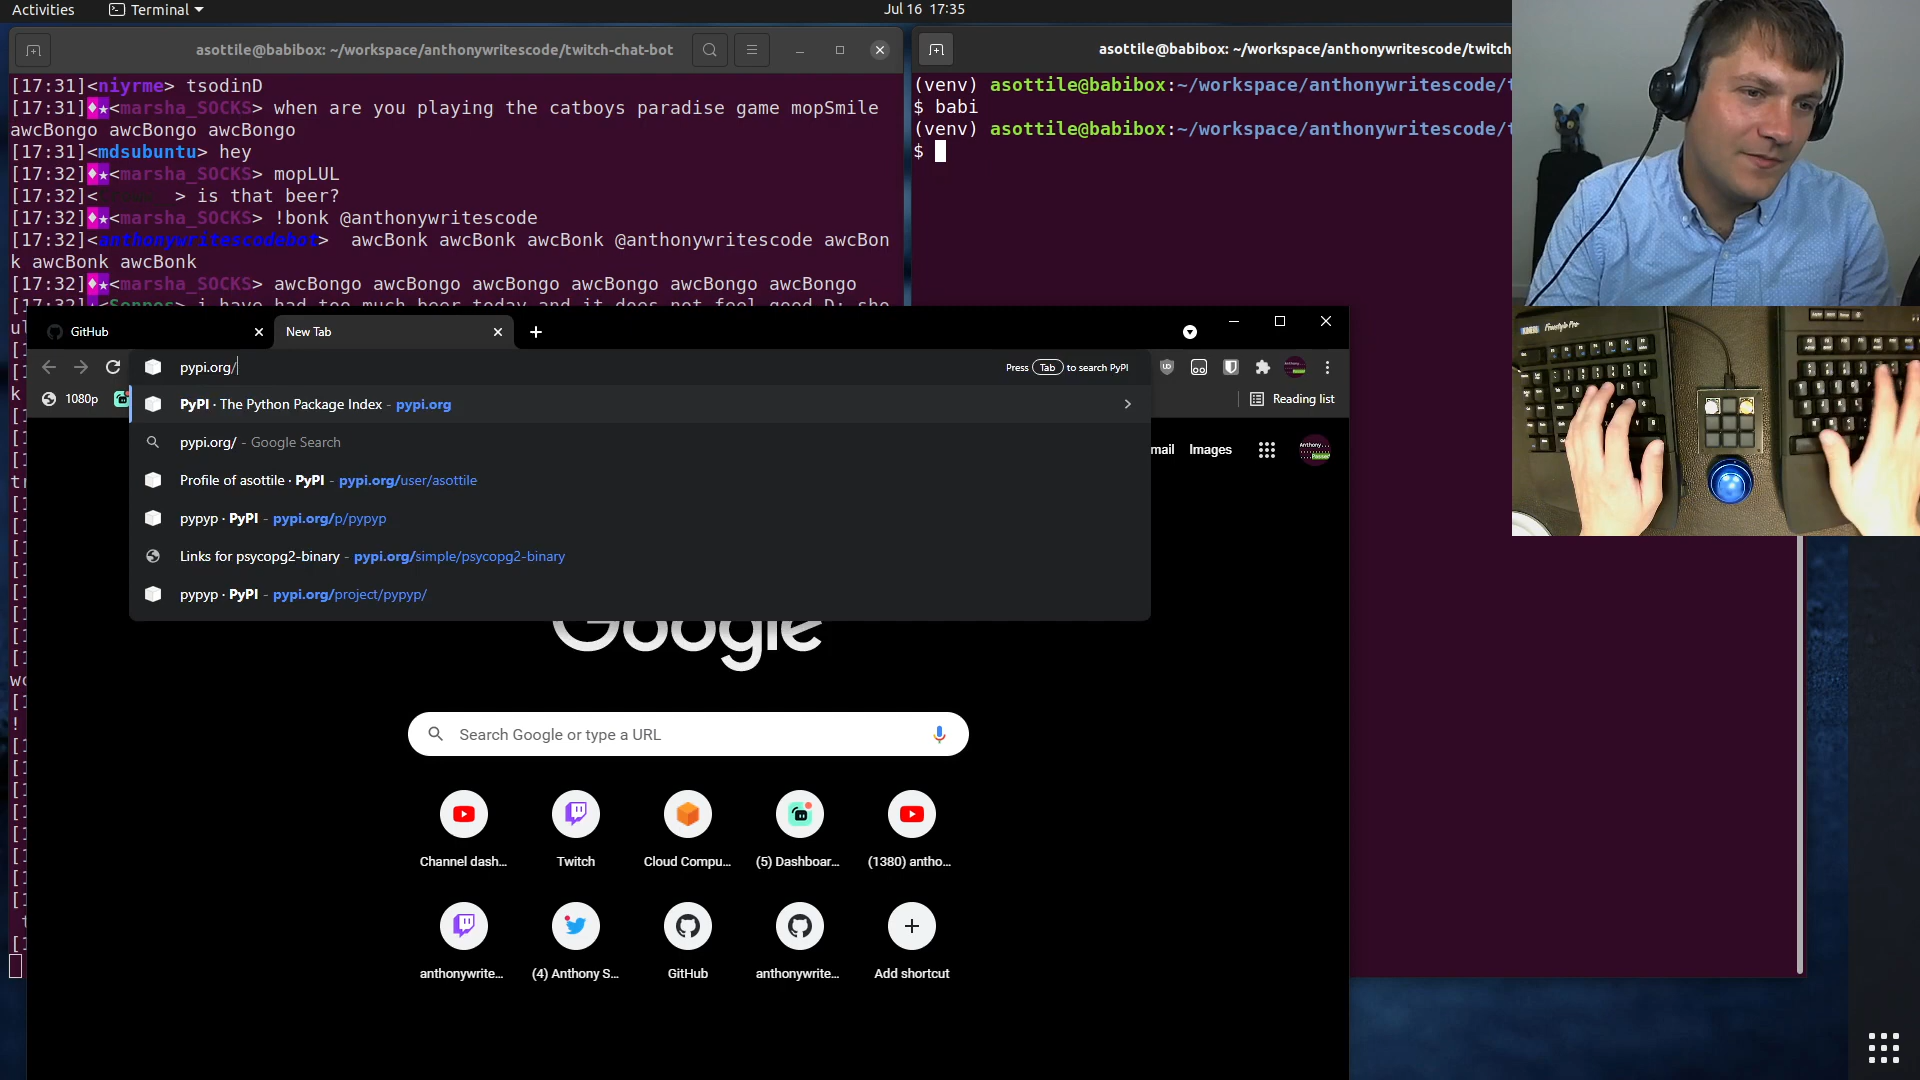 Activities
Terminal
Jul 16 17:35
asottile@babibox: ~/workspace/anthonywritescode/twitch-chat-bot
asottile@babibox: ~/workspace/anthonywritescode/twitch
[17:31]<niyrme> tsodinD
[17:31]♦★<marsha_SOCKS> when are you playing the catboys paradise game mopSmile
awcBongo awcBongo awcBongo
[17:31]<mdsubuntu> hey
[17:31]♦★<marsha_SOCKS> mopLUL
> is that beer?
[17:32]♦★<marsha_SOCKS> !bonk @anthonywritescode
[17:32]<anthonywritescodebot>  awcBonk awcBonk awcBonk @anthonywritescode awcBon
k awcBonk awcBonk
[17:32]♦★<marsha_SOCKS> awcBongo awcBongo awcBongo awcBongo awcBongo awcBongo
(venv) asottile@babibox:~/workspace/anthonywritescode/t
$ babi
(venv) asottile@babibox:~/workspace/anthonywritescode/t
$
GitHub
New Tab
pypi.org/
Press Tab to search PyPI
1080p
Reading list
PyPI · The Python Package Index - pypi.org
pypi.org/ - Google Search
Profile of asottile · PyPI - pypi.org/user/asottile
pypyp · PyPI - pypi.org/p/pypyp
Links for psycopg2-binary - pypi.org/simple/psycopg2-binary
pypyp · PyPI - pypi.org/project/pypyp/
mail
Images
Google
Search Google or type a URL
Channel dash...
Twitch
Cloud Compu...
(5) Dashboar...
(1380) antho...
anthonywrite...
(4) Anthony S...
GitHub
anthonywrite...
Add shortcut
Freestyle Pro